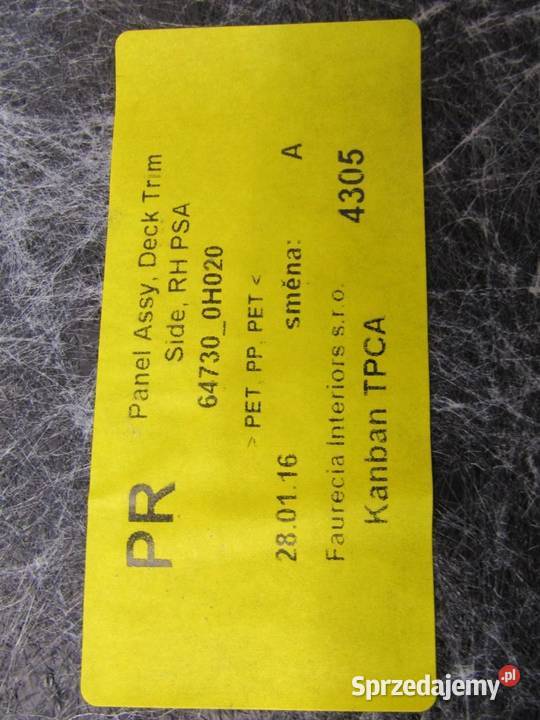 PR
Panel Assy, Deck Trim
Side, RH PSA
64730_0H020
> PET, PP, PET <
28.01.16 směna: A
Faurecia Interiors s.r.o.
Kanban TPCA 4305
Sprzedajemy.pl